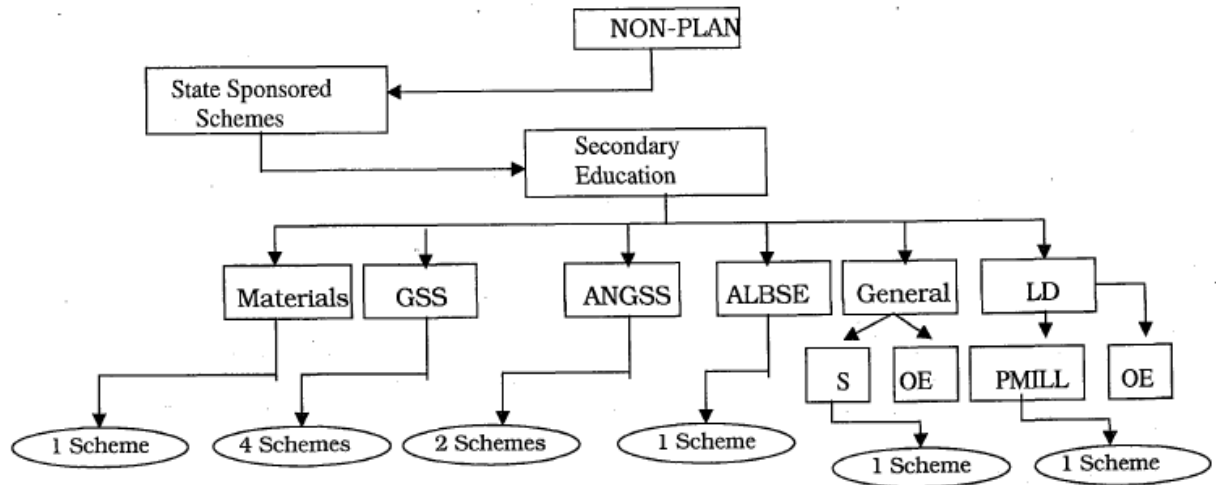 NON-PLAN
State Sponsored
Schemes
Secondary
Education
Materials
GSS
ANGSS
ALBSE
General
LD
S
OE
PMILL
OE
1 Scheme
4 Schemes
2 Schemes
1 Scheme
1 Scheme
1 Scheme